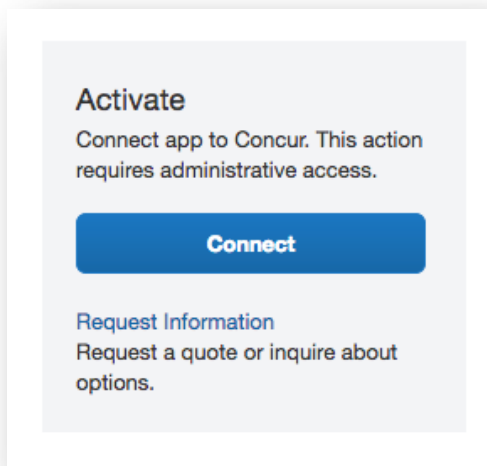 Activate
Connect app to Concur. This action
requires administrative access.
Connect
Request Information
Request a quote or inquire about
options.